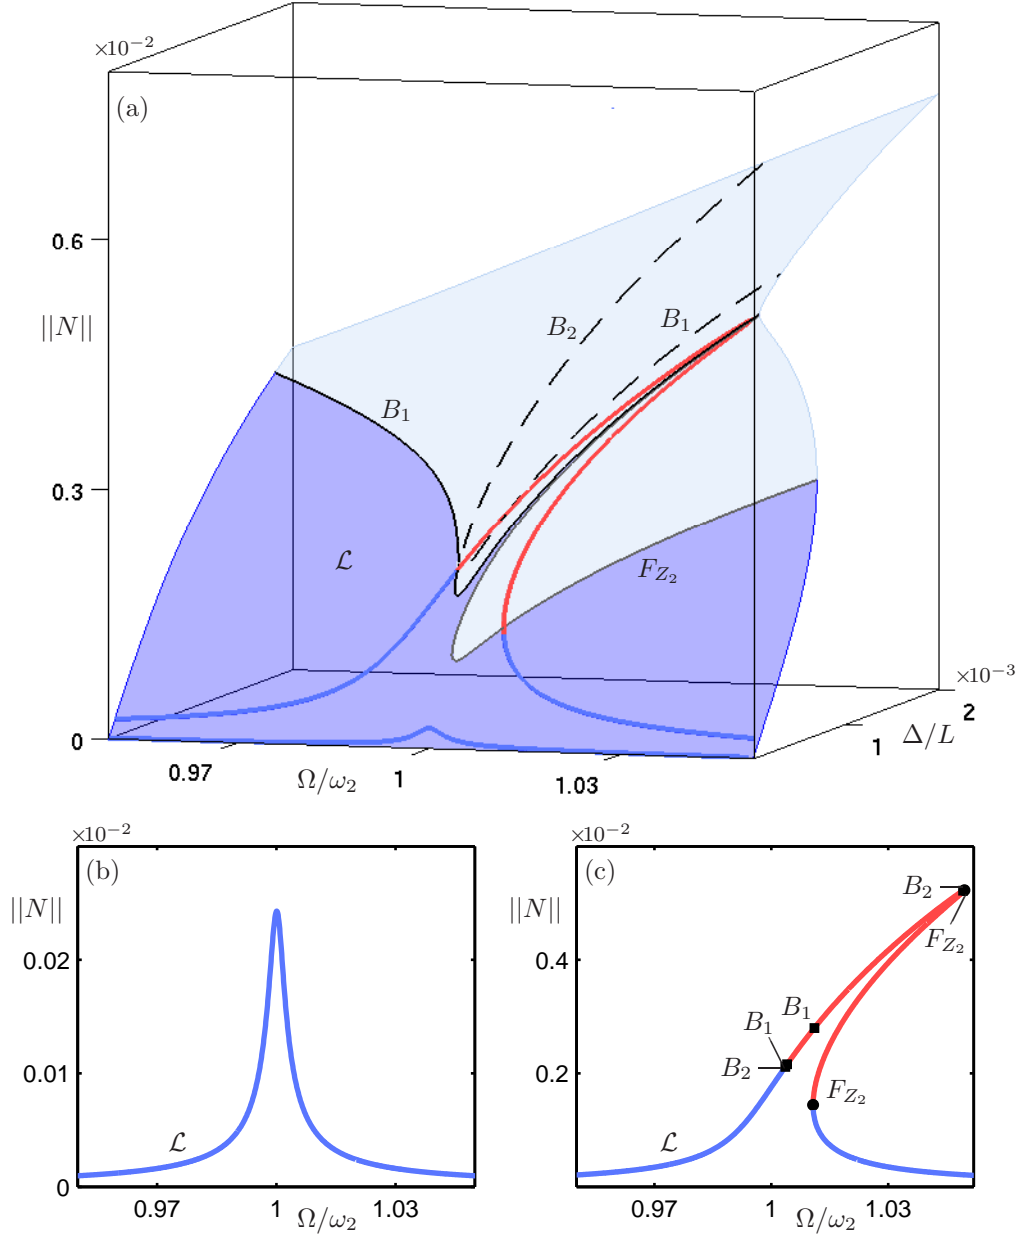 ×10⁻²
(a)
0.6
||N||
B₂
B₁
B₁
0.3
ℒ
F_{Z₂}
×10⁻³
2
0
1
Δ/L
0.97
Ω/ω₂
1
1.03
×10⁻²
(b)
||N||
0.02
0.01
ℒ
0
0.97
1
Ω/ω₂
1.03
×10⁻²
(c)
B₂
||N||
F_{Z₂}
0.4
B₁
B₁
B₂
0.2
F_{Z₂}
ℒ
0.97
1
Ω/ω₂
1.03